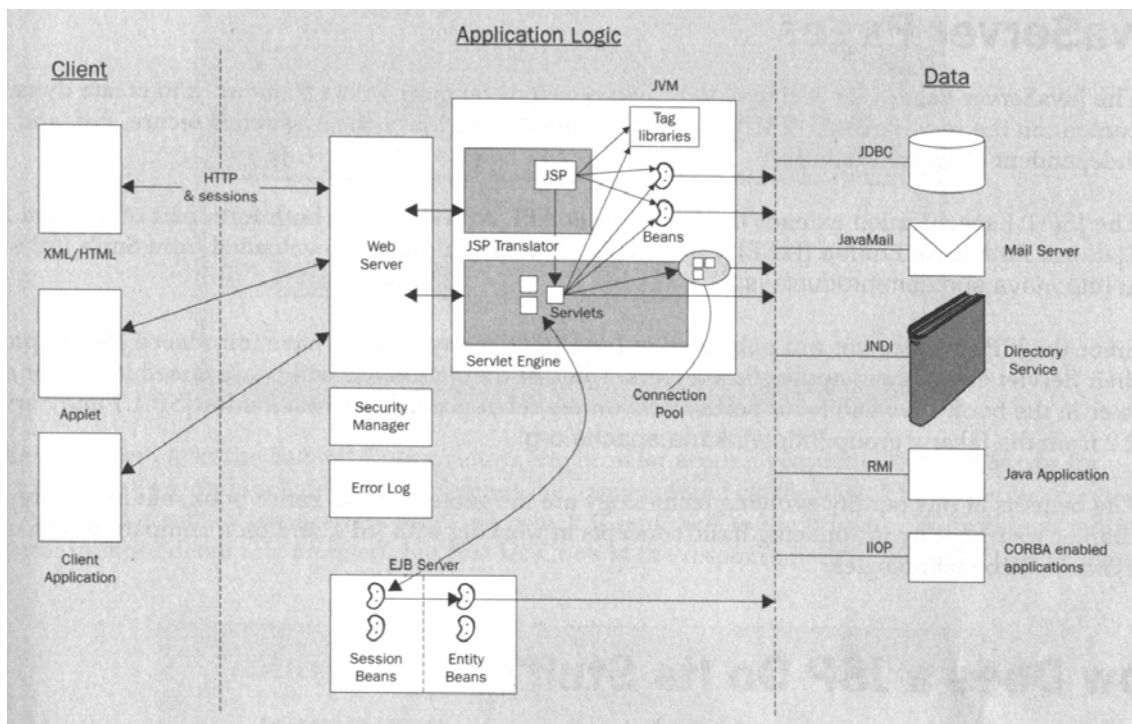 Application Logic
Client
Data
JVM
Tag
libraries
JSP
JDBC
HTTP
& sessions
Beans
JSP Translator
JavaMail
Mail Server
XML/HTML
Web
Server
Servlets
Servlet Engine
JNDI
Directory
Service
Connection
Pool
Applet
Security
Manager
RMI
Java Application
Error Log
IIOP
CORBA enabled
applications
Client
Application
EJB Server
Session
Beans
Entity
Beans